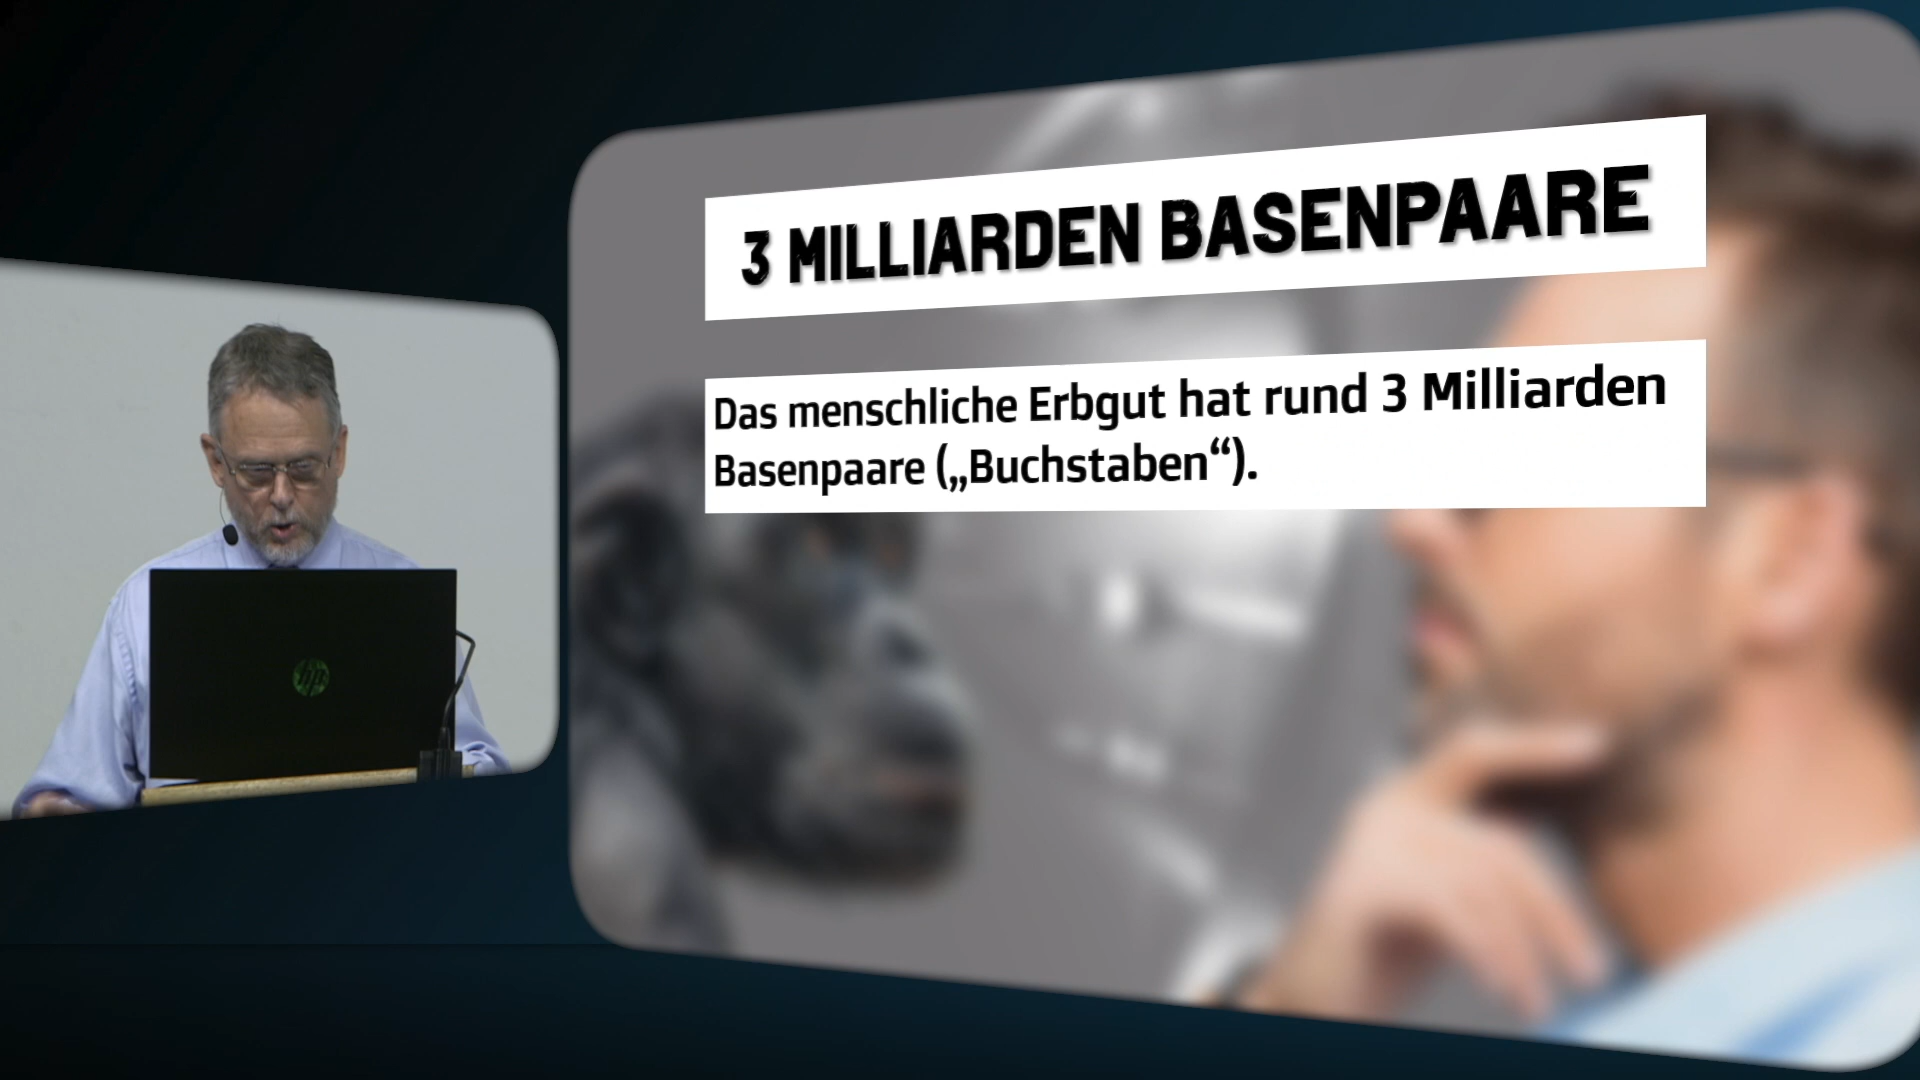 3 MILLIARDEN BASENPAARE
Das menschliche Erbgut hat rund 3 Milliarden
Basenpaare („Buchstaben“).
hp